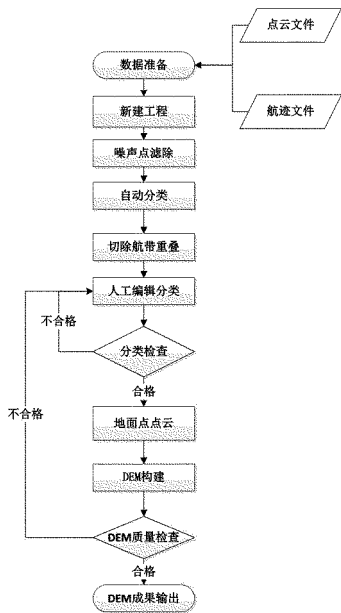 点云文件
数据准备
航迹文件
新建工程
噪声点滤除
自动分类
切除航带重叠
人工编辑分类
不合格
分类检查
合格
不合格
地面点点云
DEM构建
DEM质量检查
合格
DEM成果输出